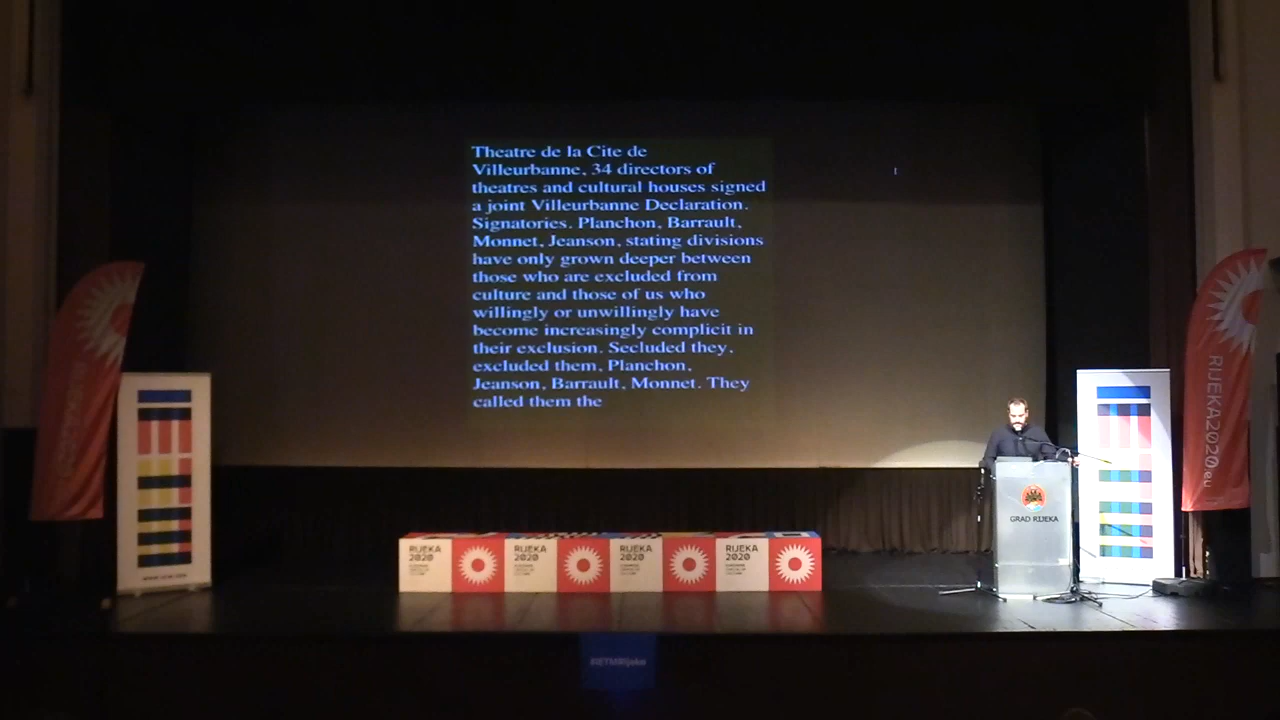 Theatre de la Cite de
Villeurbanne, 34 directors of
theatres and cultural houses signed
a joint Villeurbanne Declaration.
Signatories. Planchon, Barrault,
Monnet, Jeanson, stating divisions
have only grown deeper between
those who are excluded from
culture and those of us who
willingly or unwillingly have
become increasingly complicit in
their exclusion. Secluded they,
excluded them, Planchon,
Jeanson, Barrault, Monnet. They
called them the
RIJEKA2020.eu
GRAD RIJEKA
RIJEKA
2020
RIJEKA
2020
RIJEKA
2020
RIJEKA
2020
#IETMRijeka